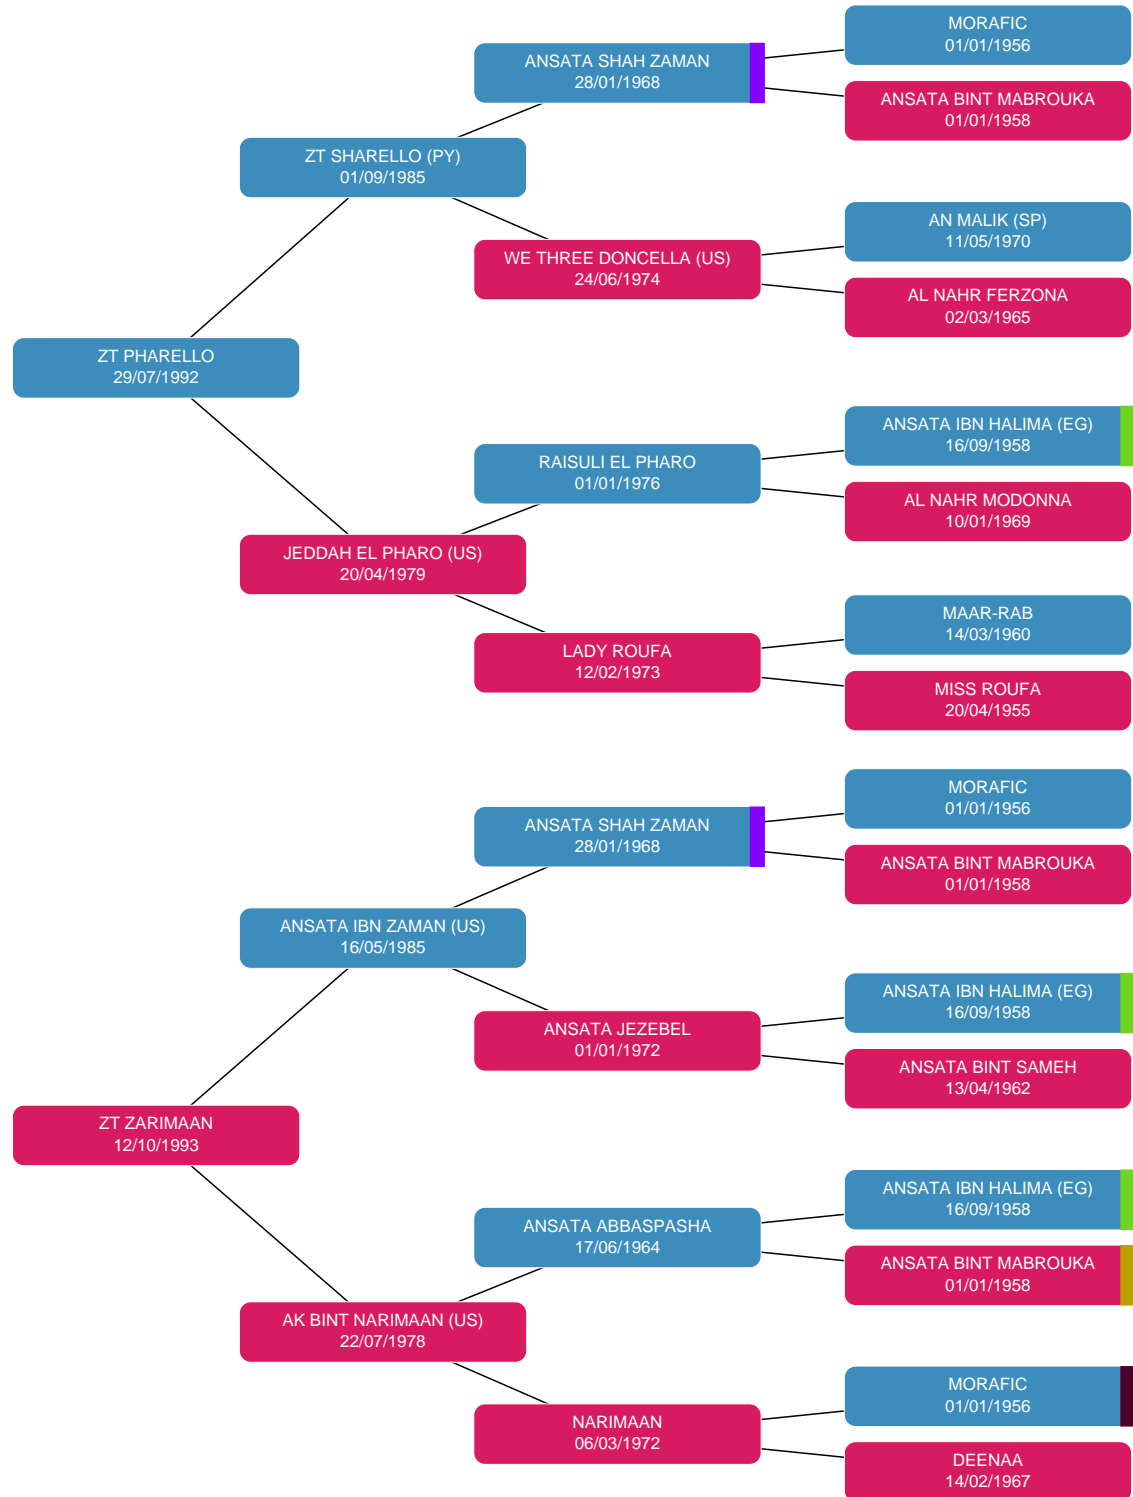 MORAFIC
01/01/1956
ANSATA SHAH ZAMAN
28/01/1968
ANSATA BINT MABROUKA
01/01/1958
ZT SHARELLO (PY)
01/09/1985
AN MALIK (SP)
11/05/1970
WE THREE DONCELLA (US)
24/06/1974
AL NAHR FERZONA
02/03/1965
ZT PHARELLO
29/07/1992
ANSATA IBN HALIMA (EG)
16/09/1958
RAISULI EL PHARO
01/01/1976
AL NAHR MODONNA
10/01/1969
JEDDAH EL PHARO (US)
20/04/1979
MAAR-RAB
14/03/1960
LADY ROUFA
12/02/1973
MISS ROUFA
20/04/1955
MORAFIC
01/01/1956
ANSATA SHAH ZAMAN
28/01/1968
ANSATA BINT MABROUKA
01/01/1958
ANSATA IBN ZAMAN (US)
16/05/1985
ANSATA IBN HALIMA (EG)
16/09/1958
ANSATA JEZEBEL
01/01/1972
ANSATA BINT SAMEH
13/04/1962
ZT ZARIMAAN
12/10/1993
ANSATA IBN HALIMA (EG)
16/09/1958
ANSATA ABBASPASHA
17/06/1964
ANSATA BINT MABROUKA
01/01/1958
AK BINT NARIMAAN (US)
22/07/1978
MORAFIC
01/01/1956
NARIMAAN
06/03/1972
DEENAA
14/02/1967